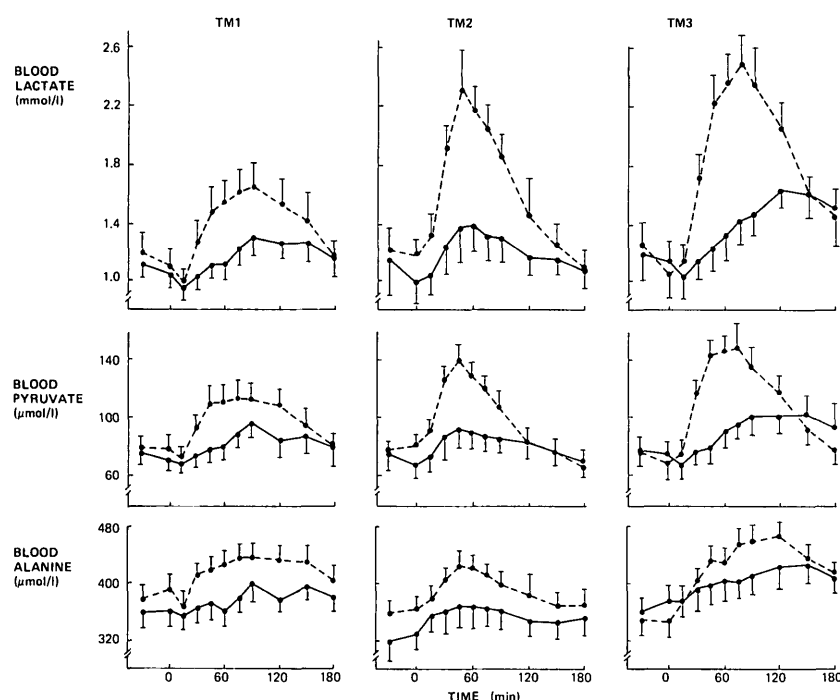 TM1 TM2 TM3
BLOOD
LACTATE
(mmol/l)
2.6
2.2
1.8
1.4
1.0
BLOOD
PYRUVATE
(µmol/l)
140
100
60
BLOOD
ALANINE
(µmol/l)
480
400
320
0 60 120 180 0 60 120 180 0 60 120 180
TIME (min)